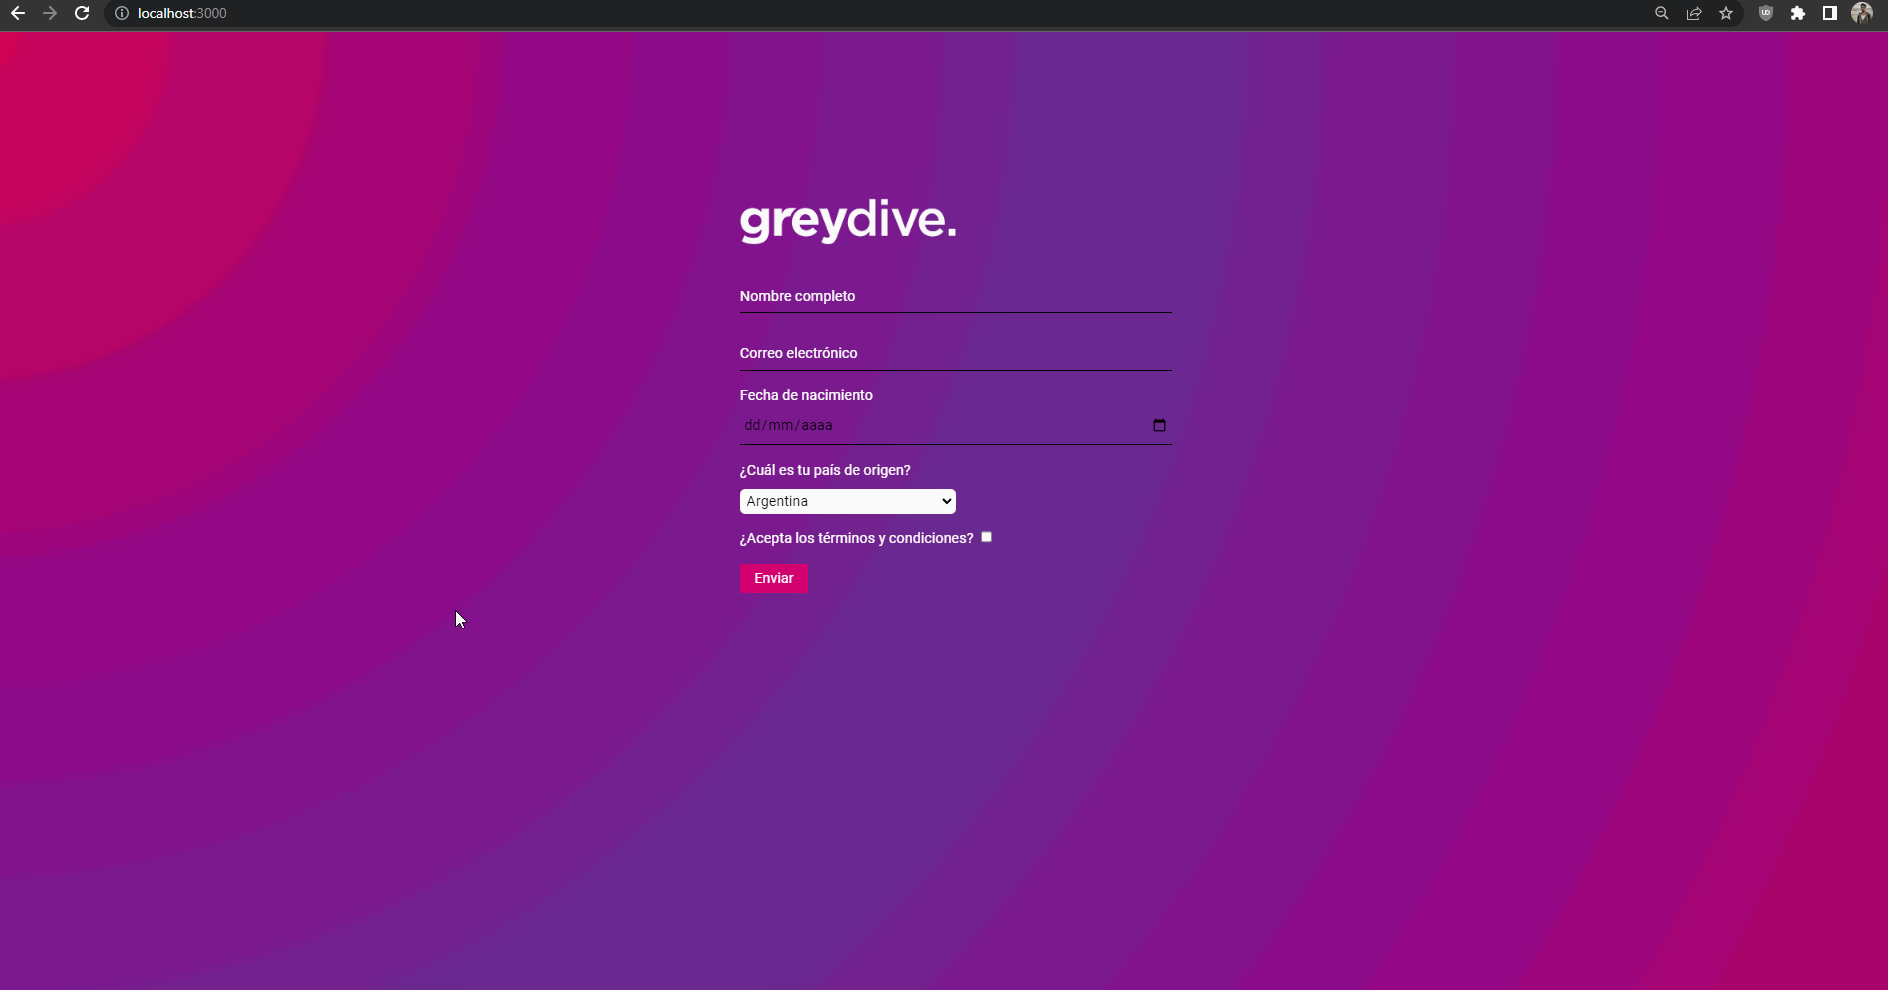 localhost:3000
greydive.
Nombre completo
Correo electrónico
Fecha de nacimiento
dd/mm/aaaa
¿Cuál es tu país de origen?
Argentina
¿Acepta los términos y condiciones?
Enviar